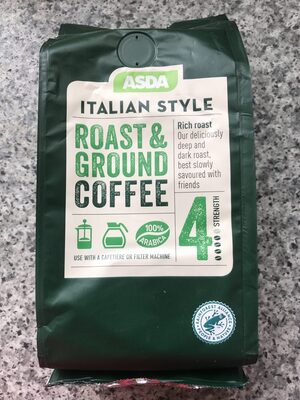 ASDA
ITALIAN STYLE
ROAST &
GROUND
COFFEE
Rich roast
Our deliciously
deep and
dark roast,
best slowly
savoured with
friends
100%
ARABICA
USE WITH A CAFETIERE OR FILTER MACHINE
4
STRENGTH